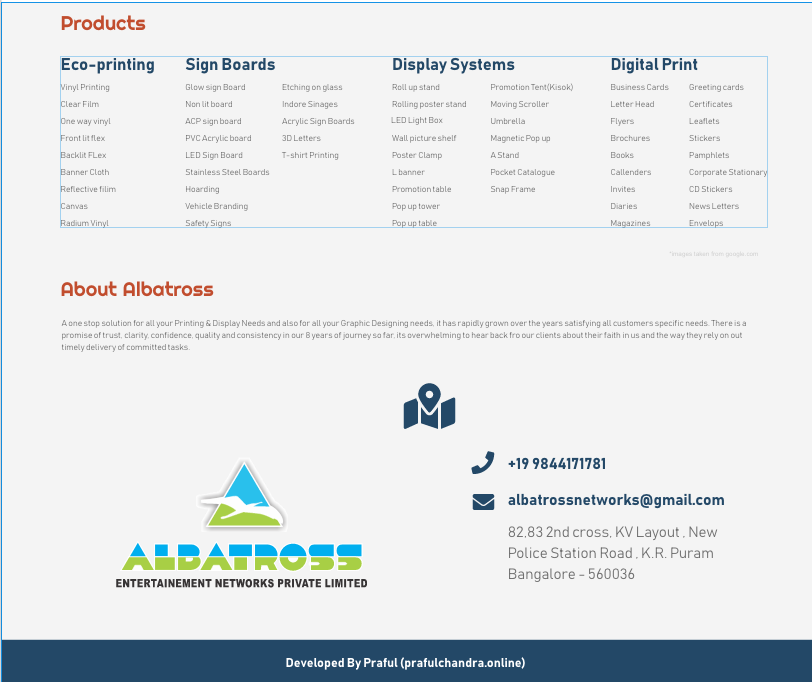 Products
Eco-printing
Vinyl Printing
Clear Film
One way vinyl
Front lit flex
Backlit FLex
Banner Cloth
Reflective filim
Canvas
Radium Vinyl
Sign Boards
Glow sign Board
Non lit board
ACP sign board
PVC Acrylic board
LED Sign Board
Stainless Steel Boards
Hoarding
Vehicle Branding
Safety Signs
Etching on glass
Indore Sinages
Acrylic Sign Boards
3D Letters
T-shirt Printing
Display Systems
Roll up stand
Rolling poster stand
LED Light Box
Wall picture shelf
Poster Clamp
L banner
Promotion table
Pop up tower
Pop up table
Promotion Tent(Kisok)
Moving Scroller
Umbrella
Magnetic Pop up
A Stand
Pocket Catalogue
Snap Frame
Digital Print
Business Cards
Letter Head
Flyers
Brochures
Books
Callenders
Invites
Diaries
Magazines
Greeting cards
Certificates
Leaflets
Stickers
Pamphlets
Corporate Stationary
CD Stickers
News Letters
Envelops
*Images taken from google.com
About Albatross
A one stop solution for all your Printing & Display Needs and also for all your Graphic Designing needs, it has rapidly grown over the years satisfying all customers specific needs. There is a
promise of trust, clarity, confidence, quality and consistency in our 8 years of journey so far, its overwhelming to hear back fro our clients about their faith in us and the way they rely on out
timely delivery of committed tasks.
+19 9844171781
albatrossnetworks@gmail.com
82,83 2nd cross, KV Layout , New
Police Station Road , K.R. Puram
Bangalore - 560036
ALBATROSS
ENTERTAINEMENT NETWORKS PRIVATE LIMITED
Developed By Praful (prafulchandra.online)